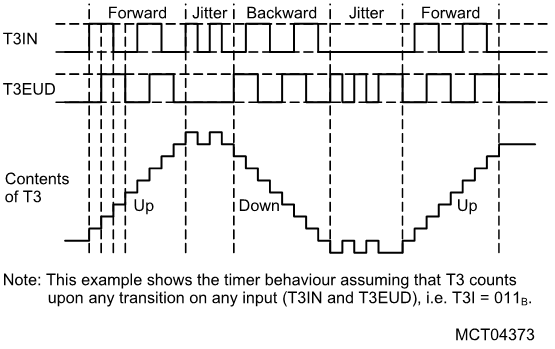 Forward Jitter Backward Jitter Forward
T3IN
T3EUD
Contents
of T3
Up Down Up
Note: This example shows the timer behaviour assuming that T3 counts
upon any transition on any input (T3IN and T3EUD), i.e. T3I = 011B.
MCT04373